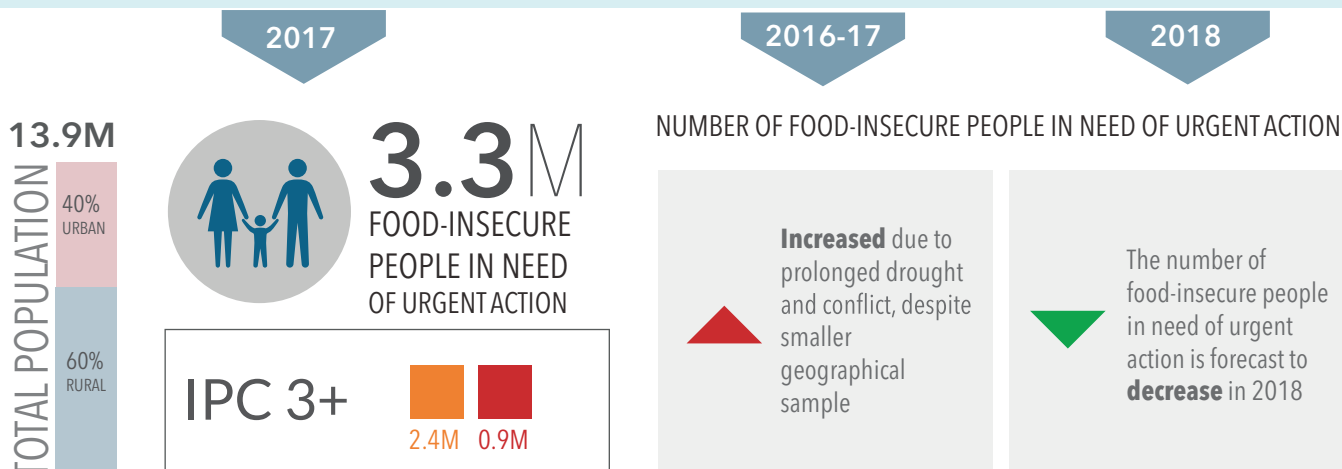 2017
13.9M
TOTAL POPULATION
40%
URBAN
60%
RURAL
3.3M
FOOD-INSECURE
PEOPLE IN NEED
OF URGENT ACTION
IPC 3+
2.4M 0.9M
2016-17
2018
NUMBER OF FOOD-INSECURE PEOPLE IN NEED OF URGENT ACTION
Increased due to
prolonged drought
and conflict, despite
smaller
geographical
sample
The number of
food-insecure people
in need of urgent
action is forecast to
decrease in 2018